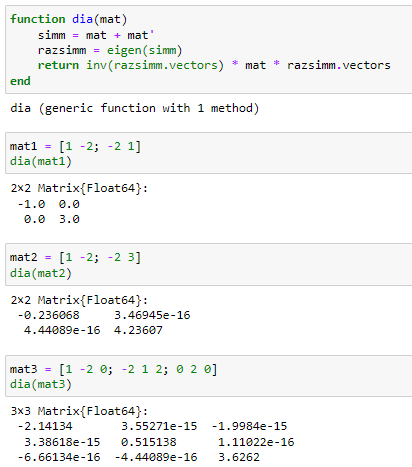 function dia(mat)
    simm = mat + mat'
    razsimm = eigen(simm)
    return inv(razsimm.vectors) * mat * razsimm.vectors
end
dia (generic function with 1 method)
mat1 = [1 -2; -2 1]
dia(mat1)
2×2 Matrix{Float64}:
 -1.0  0.0
  0.0  3.0
mat2 = [1 -2; -2 3]
dia(mat2)
2×2 Matrix{Float64}:
 -0.236068     3.46945e-16
  4.44089e-16  4.23607
mat3 = [1 -2 0; -2 1 2; 0 2 0]
dia(mat3)
3×3 Matrix{Float64}:
 -2.14134       3.55271e-15  -1.9984e-15
  3.38618e-15   0.515138      1.11022e-16
 -6.66134e-16  -4.44089e-16   3.6262